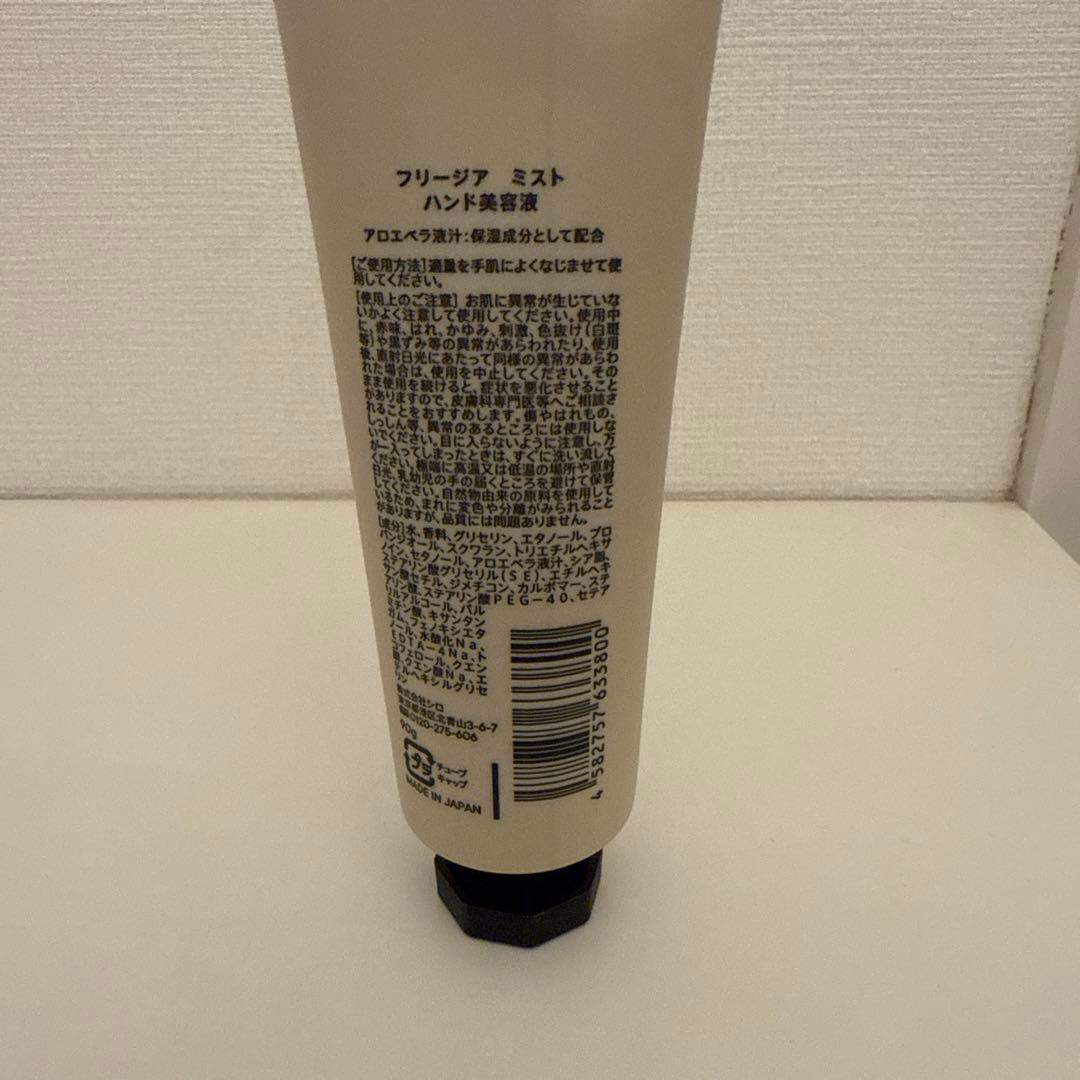 フリージア　ミスト
ハンド美容液
アロエベラ液汁:保湿成分として配合
[ご使用方法]適量を手肌によくなじませて使
用してください。
[使用上のご注意] お肌に異常が生じていな
いかよく注意して使用してください。使用中
に、赤味、はれ、かゆみ、刺激、色抜け(白斑
等)や黒ずみ等の異常があらわれたり、使用
後、直射日光にあたって同様の異常があらわ
れた場合は、使用を中止してください。その
まま使用を続けると、症状を悪化させること
がありますので、皮膚科専門医等へご相談さ
れることをおすすめします。傷やはれもの、
しっしん等、異常のあるところには使用しな
いでください。目に入らないように注意し、万
が一入ってしまったときは、すぐに洗い流して
ください。極端に高温又は低温の場所や直射
日光、乳幼児の手の届くところを避けて保管
してください。自然物由来の原料を使用して
いるため、まれに変色や分離がみられること
がありますが、品質には問題ありません。
[成分]水、香料、グリセリン、エタノール、プロ
パンジオール、スクワラン、トリエチルヘキサ
ノイン、セタノール、アロエベラ液汁、シア脂、
ステアリン酸グリセリル(SE)、エチルヘキ
サン酸セチル、ジメチコン、カルボマー、ステ
アリン酸、ステアリン酸PEG-40、セテア
リルアルコール、パル
ミチン酸、キサンタン
ガム、フェノキシエタ
ノール、水酸化Na、
EDTA-4Na、ト
コフェロール、クエン
酸、クエン酸Na、エ
チルヘキシルグリセ
リン
株式会社シロ
東京都港区北青山3-6-7
0120-275-606
90g
プラ
チューブ
キャップ
MADE IN JAPAN
4 582757 633800